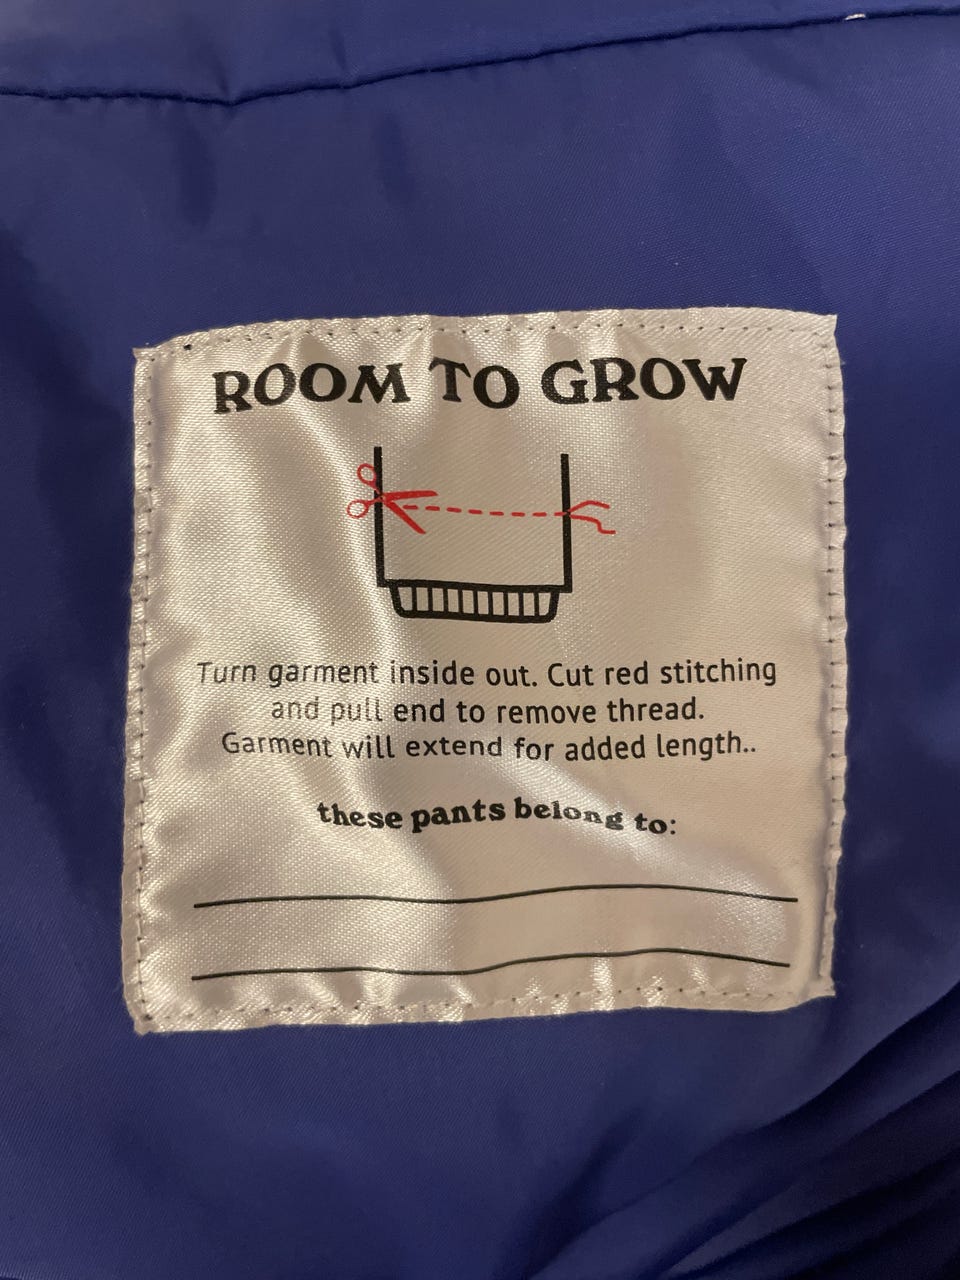 ROOM TO GROW
Turn garment inside out. Cut red stitching
and pull end to remove thread.
Garment will extend for added length..
these pants belong to: